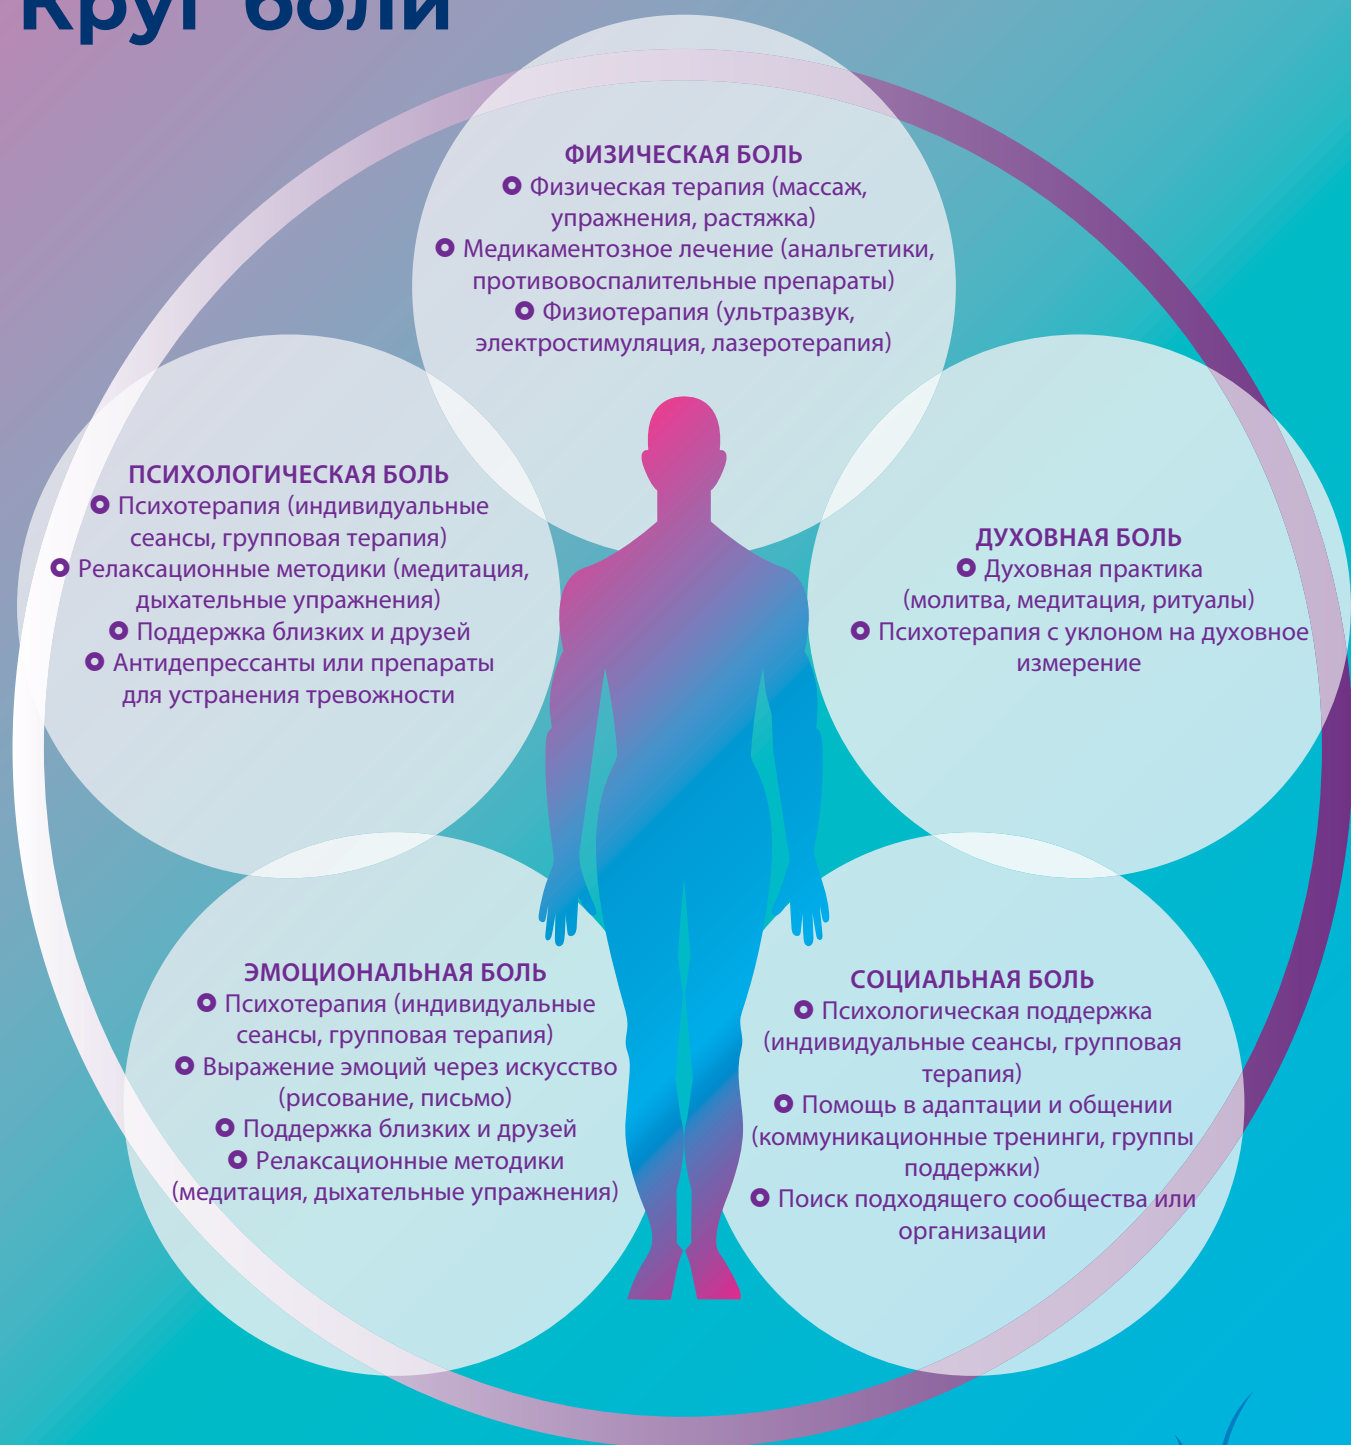 Круг боли
ФИЗИЧЕСКАЯ БОЛЬ
Физическая терапия (массаж,
упражнения, растяжка)
Медикаментозное лечение (анальгетики,
противовоспалительные препараты)
Физиотерапия (ультразвук,
электростимуляция, лазеротерапия)
ПСИХОЛОГИЧЕСКАЯ БОЛЬ
Психотерапия (индивидуальные
сеансы, групповая терапия)
Релаксационные методики (медитация,
дыхательные упражнения)
Поддержка близких и друзей
Антидепрессанты или препараты
для устранения тревожности
ДУХОВНАЯ БОЛЬ
Духовная практика
(молитва, медитация, ритуалы)
Психотерапия с уклоном на духовное
измерение
ЭМОЦИОНАЛЬНАЯ БОЛЬ
Психотерапия (индивидуальные
сеансы, групповая терапия)
Выражение эмоций через искусство
(рисование, письмо)
Поддержка близких и друзей
Релаксационные методики
(медитация, дыхательные упражнения)
СОЦИАЛЬНАЯ БОЛЬ
Психологическая поддержка
(индивидуальные сеансы, групповая
терапия)
Помощь в адаптации и общении
(коммуникационные тренинги, группы
поддержки)
Поиск подходящего сообщества или
организации